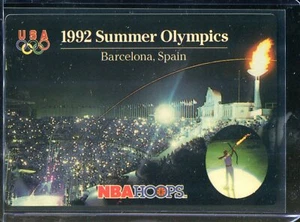 USA
1992 Summer Olympics
Barcelona, Spain
NBA HOOPS